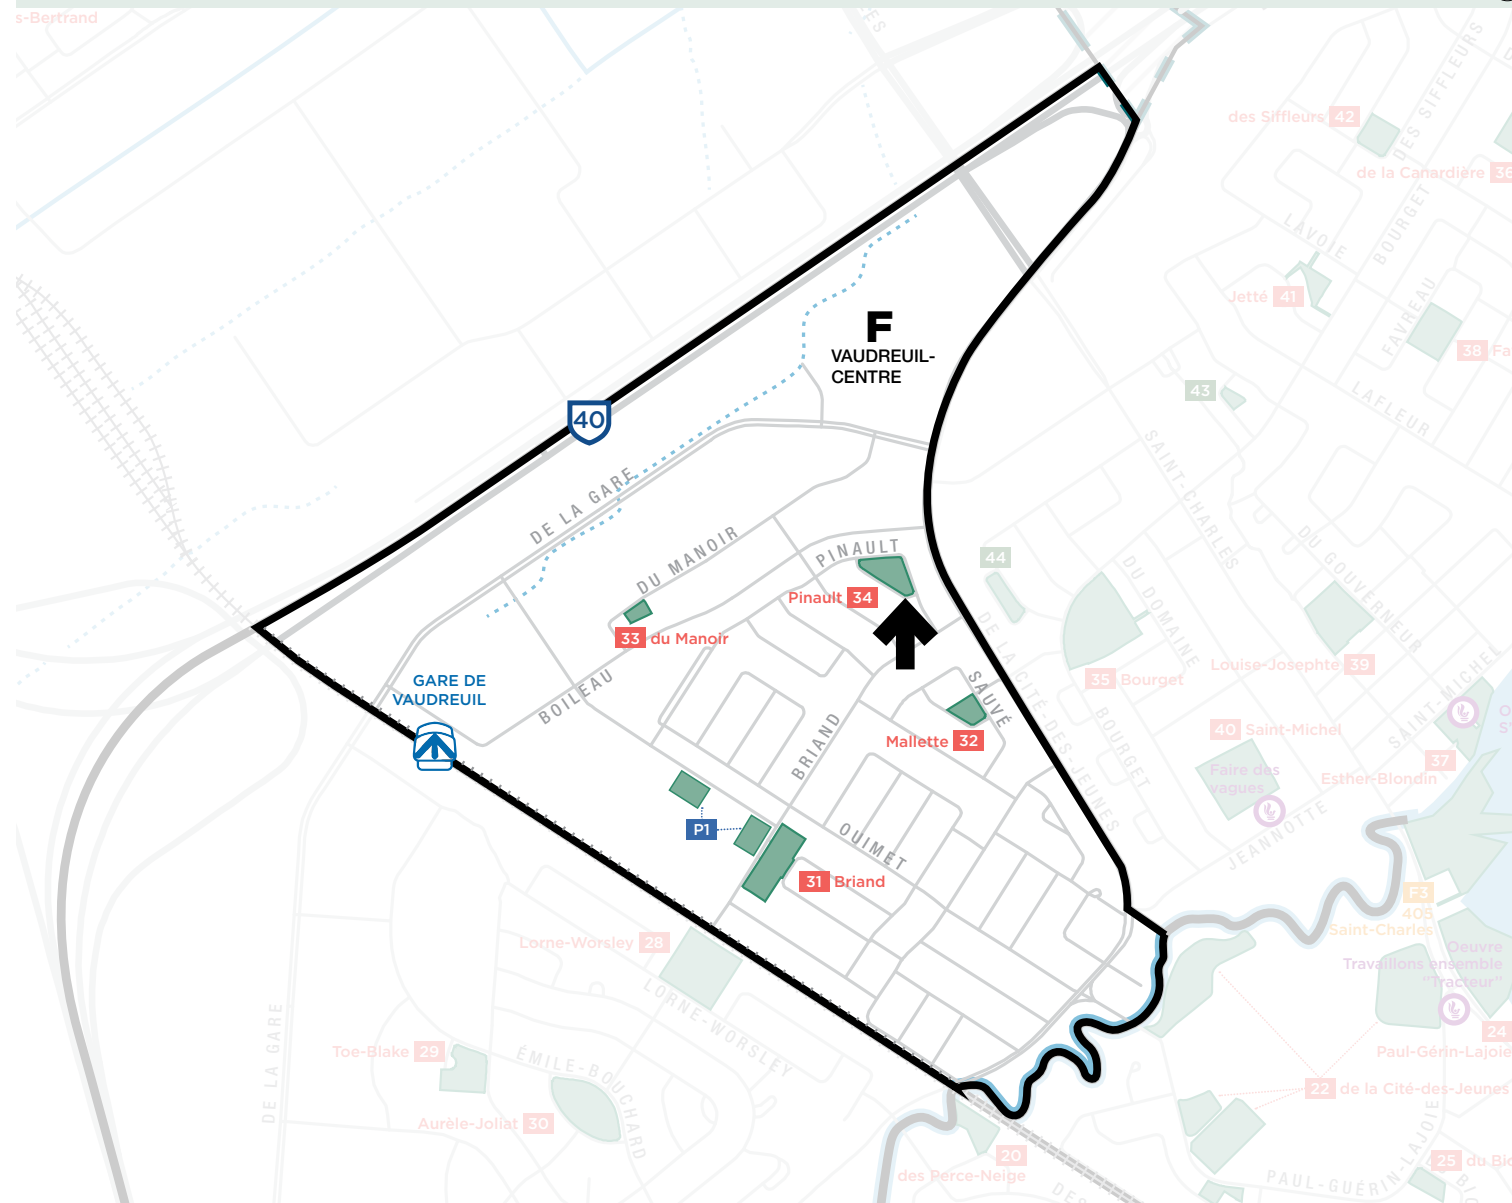 s-Bertrand
des Siffleurs 42
DES SIFFLEURS
de la Canardière 36
LAVOIE
BOURGET
Jetté 41
FAVREAU
38 Fa
F
VAUDREUIL-
CENTRE
43
LAFLEUR
40
SAINT-CHARLES
DE LA GARE
DU MANOIR
PINAULT
44
DU GOUVERNEUR
DU DOMAINE
Pinault 34
33 du Manoir
DE LA CITÉ-DES-JEUNES
Louise-Josephte 39
35 Bourget
SAINT-MICHEL
GARE DE
VAUDREUIL
BOILEAU
SAUVÉ
BOURGET
BRIAND
Mallette 32
40 Saint-Michel
37
Esther-Blondin
Faire des
vagues
P1
OUIMET
JEANNOTTE
31 Briand
F3
405
Saint-Charles
Lorne-Worsley 28
Oeuvre
Travaillons ensemble
"Tracteur"
LORNE-WORSLEY
24
Paul-Gérin-Lajoie
DE LA GARE
Toe-Blake 29
ÉMILE-BOUCHARD
22 de la Cité-des-Jeunes
Aurèle-Joliat 30
20
des Perce-Neige
25 du Bic
PAUL-GUÉRIN-LAJOIE
DES